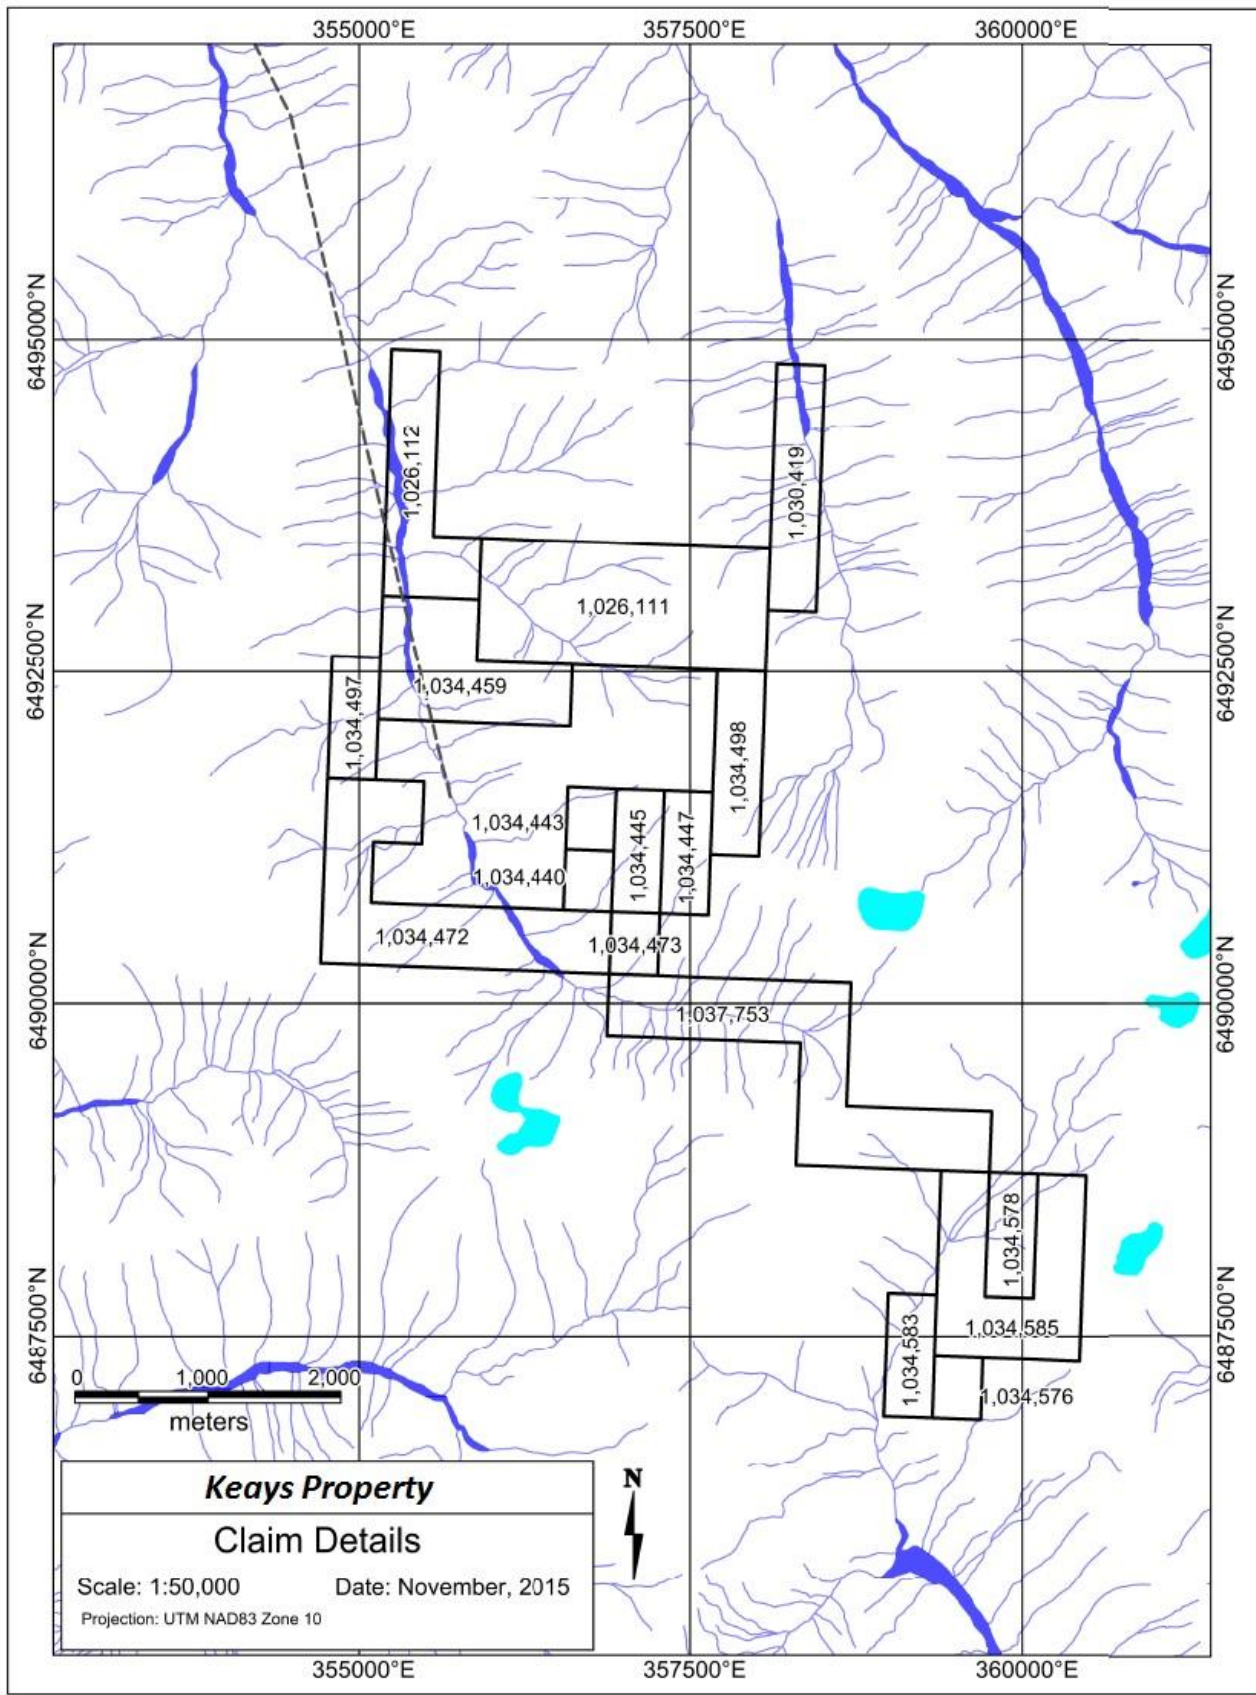 355000°E 357500°E 360000°E
6495000°N 6495000°N
1,026,112
1,030,419
1,026,111
6492500°N 6492500°N
1,034,459
1,034,497
1,034,498
1,034,443
1,034,445
1,034,447
1,034,440
1,034,472
1,034,473
6490000°N 6490000°N
1,037,753
1,034,578
1,034,585
1,034,583
6487500°N 6487500°N
1,034,576
0 1,000 2,000
meters
Keays Property
N
Claim Details
Scale: 1:50,000 Date: November, 2015
Projection: UTM NAD83 Zone 10
355000°E 357500°E 360000°E